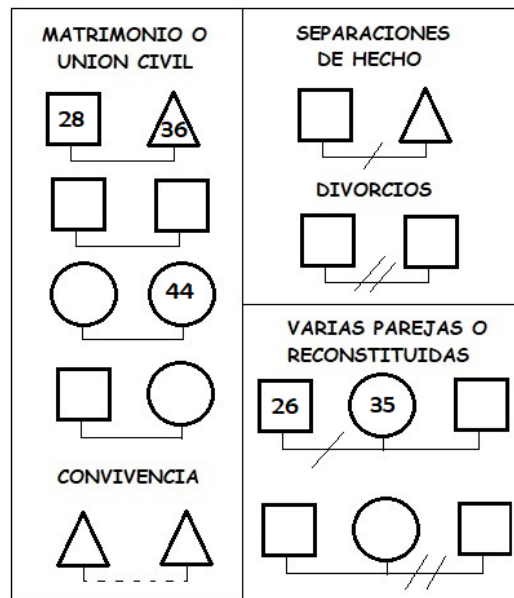 MATRIMONIO O
UNION CIVIL
28
36
44
CONVIVENCIA
SEPARACIONES
DE HECHO
DIVORCIOS
VARIAS PAREJAS O
RECONSTITUIDAS
26
35